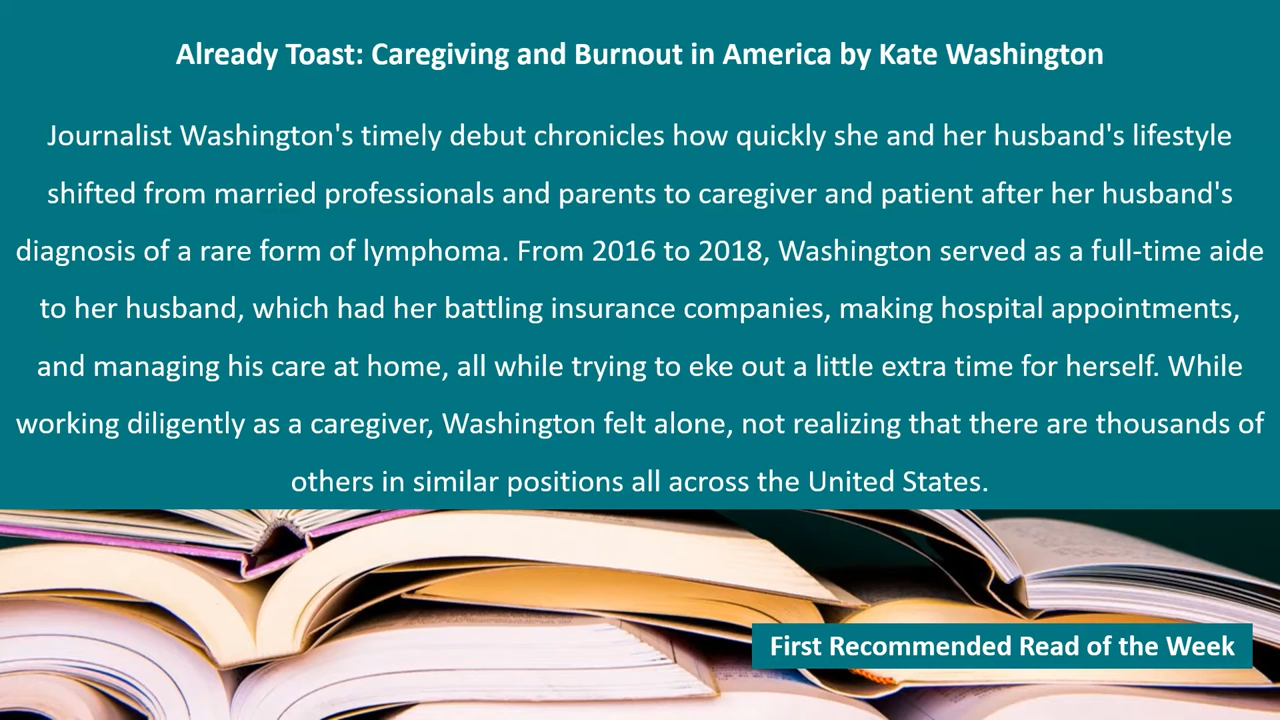 Already Toast: Caregiving and Burnout in America by Kate Washington
Journalist Washington's timely debut chronicles how quickly she and her husband's lifestyle
shifted from married professionals and parents to caregiver and patient after her husband's
diagnosis of a rare form of lymphoma. From 2016 to 2018, Washington served as a full-time aide
to her husband, which had her battling insurance companies, making hospital appointments,
and managing his care at home, all while trying to eke out a little extra time for herself. While
working diligently as a caregiver, Washington felt alone, not realizing that there are thousands of
others in similar positions all across the United States.
First Recommended Read of the Week